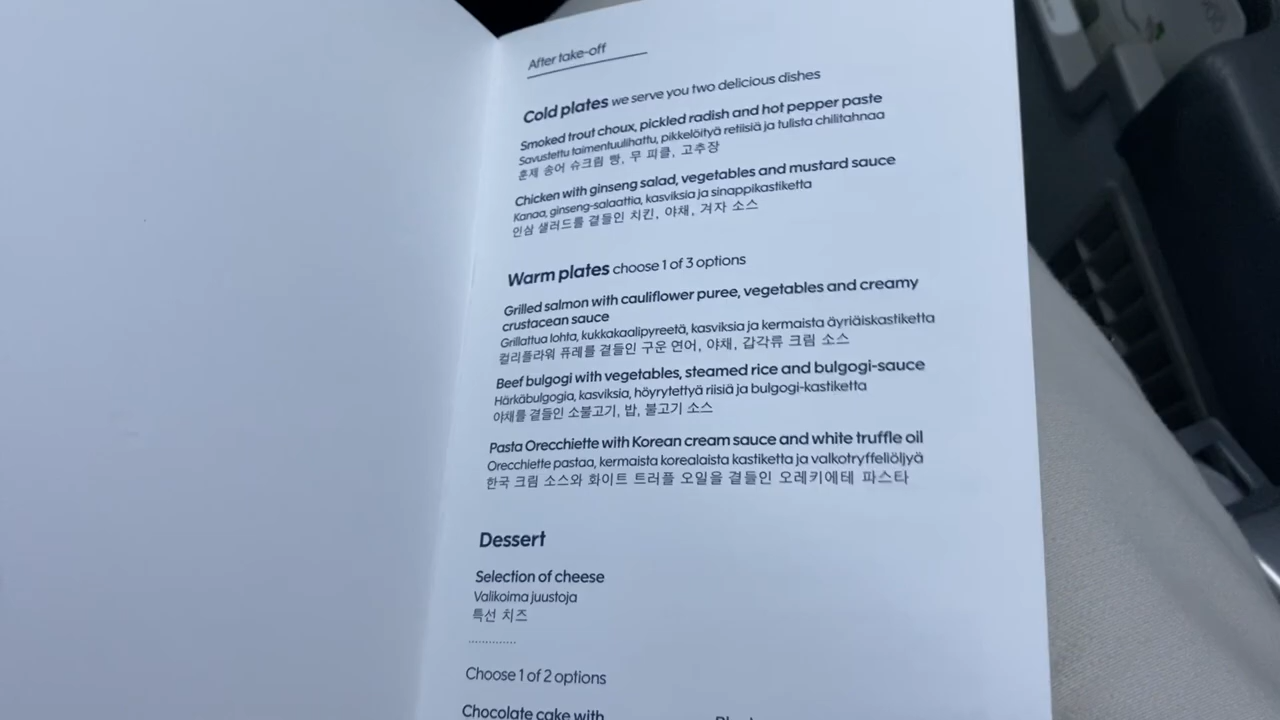 After take-off
Cold plates we serve you two delicious dishes
Smoked trout choux, pickled radish and hot pepper paste
Savustettu taimentuulihattu, pikkelöityä retiisiä ja tulista chilitahnaa
훈제 송어 슈크림 빵, 무 피클, 고추장
Chicken with ginseng salad, vegetables and mustard sauce
Kanaa, ginseng-salaattia, kasviksia ja sinappikastiketta
인삼 샐러드를 곁들인 치킨, 야채, 겨자 소스
Warm plates choose 1 of 3 options
Grilled salmon with cauliflower puree, vegetables and creamy
crustacean sauce
Grillattua lohta, kukkakaalipyreetä, kasviksia ja kermaista äyriäiskastiketta
컬리플라워 퓨레를 곁들인 구운 연어, 야채, 갑각류 크림 소스
Beef bulgogi with vegetables, steamed rice and bulgogi-sauce
Härkäbulgogia, kasviksia, höyrytettyä riisiä ja bulgogi-kastiketta
야채를 곁들인 소불고기, 밥, 불고기 소스
Pasta Orecchiette with Korean cream sauce and white truffle oil
Orecchiette pastaa, kermaista korealaista kastiketta ja valkotryffeliöljyä
한국 크림 소스와 화이트 트러플 오일을 곁들인 오레키에테 파스타
Dessert
Selection of cheese
Valikoima juustoja
특선 치즈
Choose 1 of 2 options
Chocolate cake with